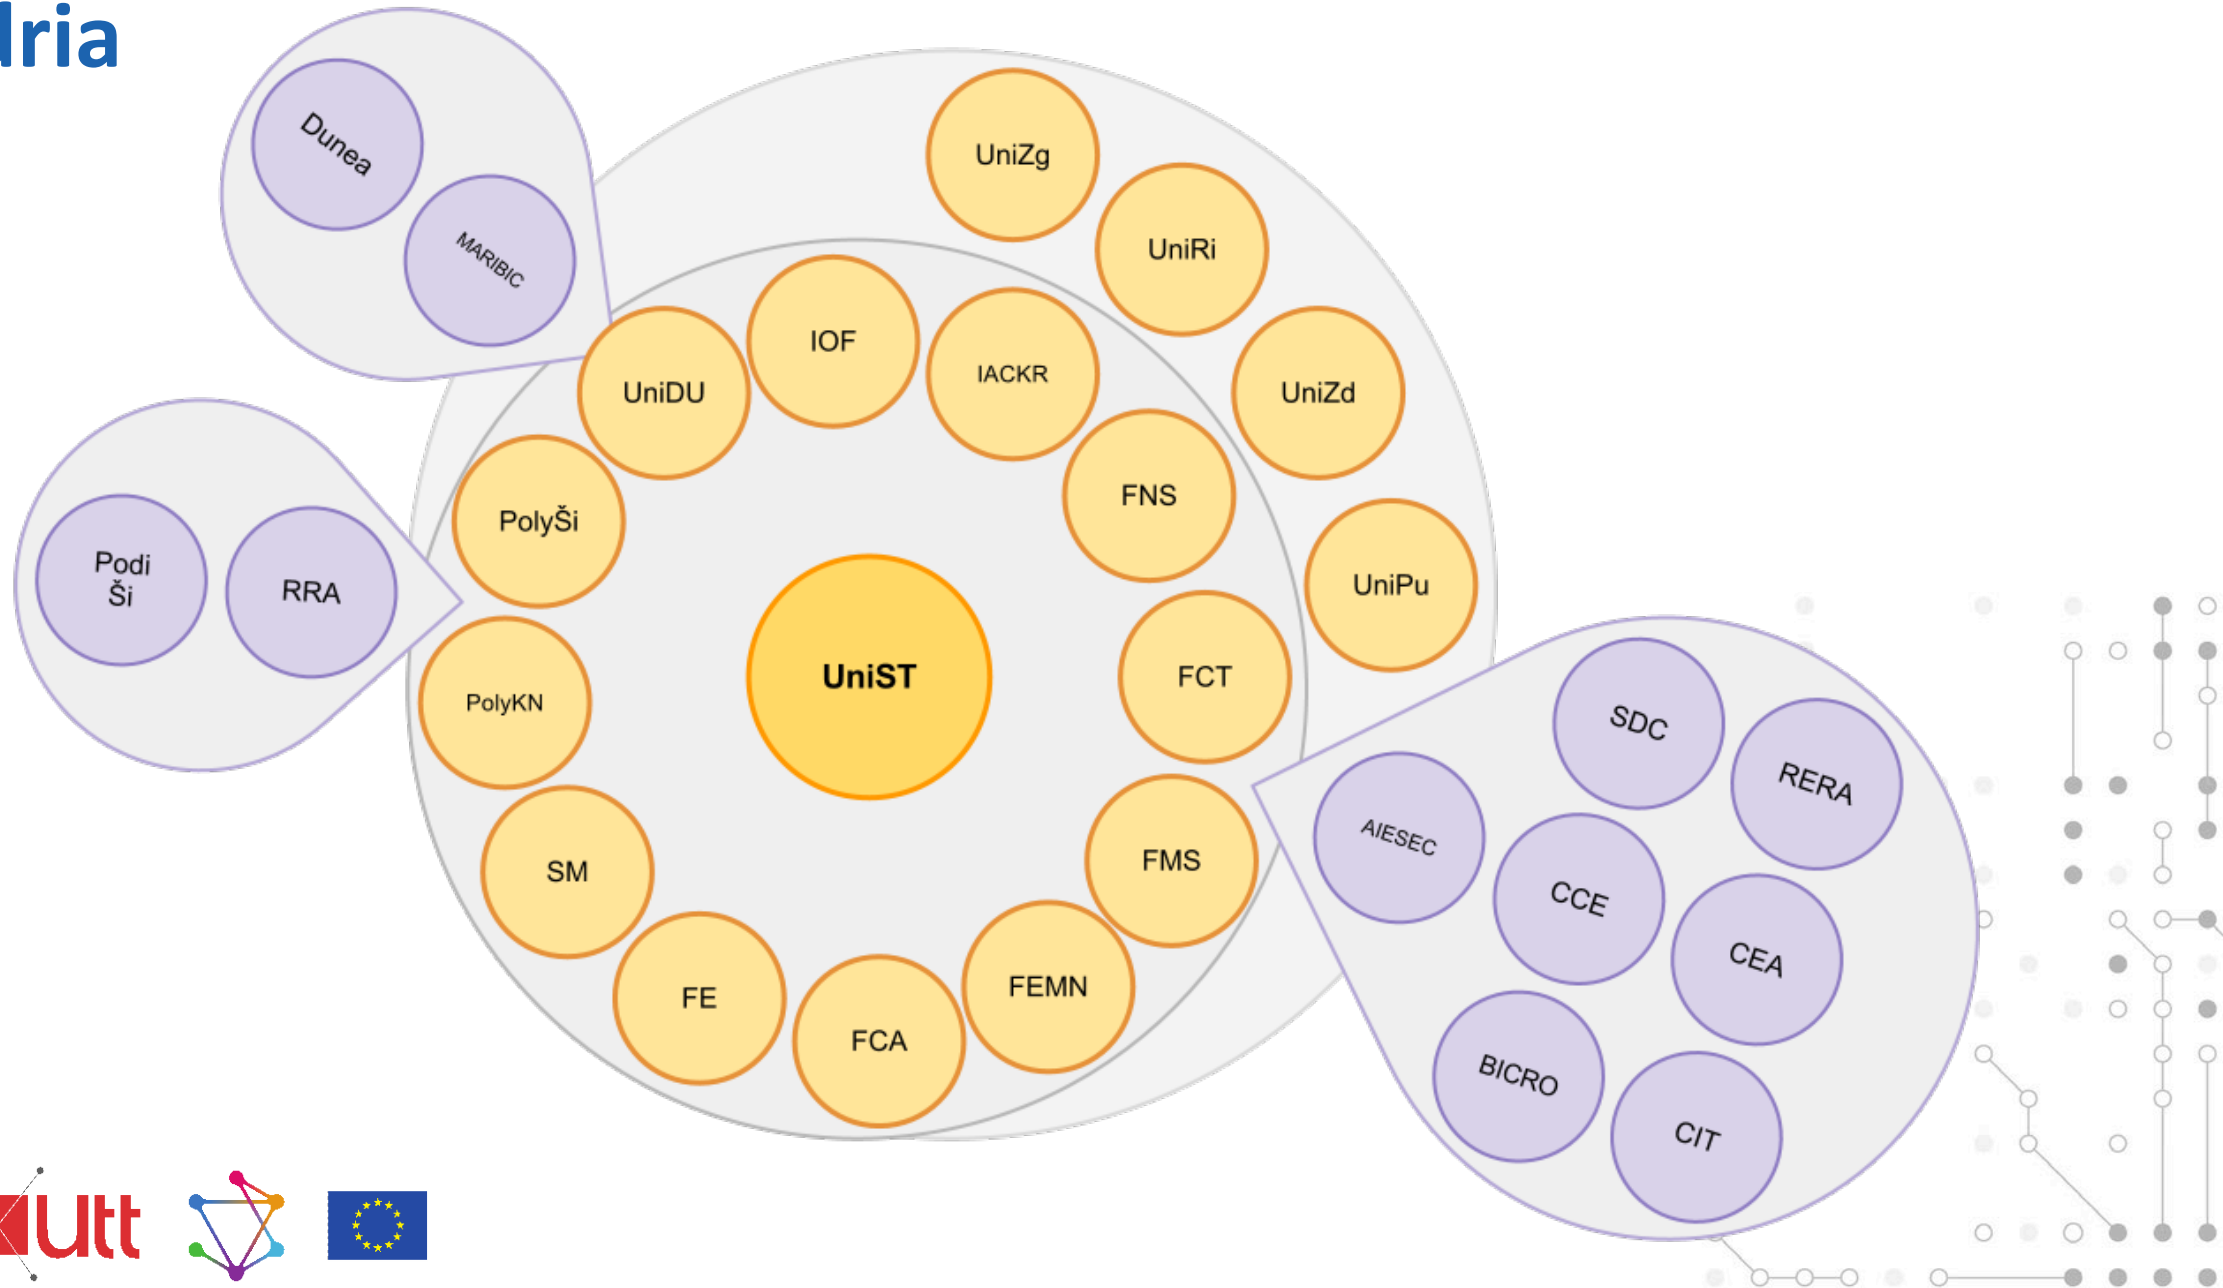 dria
Dunea
MARIBIC
UniZg
UniRi
UniZd
UniPu
IOF
IACKR
UniDU
FNS
PolyŠi
Podi
Ši
RRA
UniST
FCT
PolyKN
SDC
RERA
AIESEC
CCE
CEA
BICRO
CIT
FMS
SM
FEMN
FE
FCA
utt